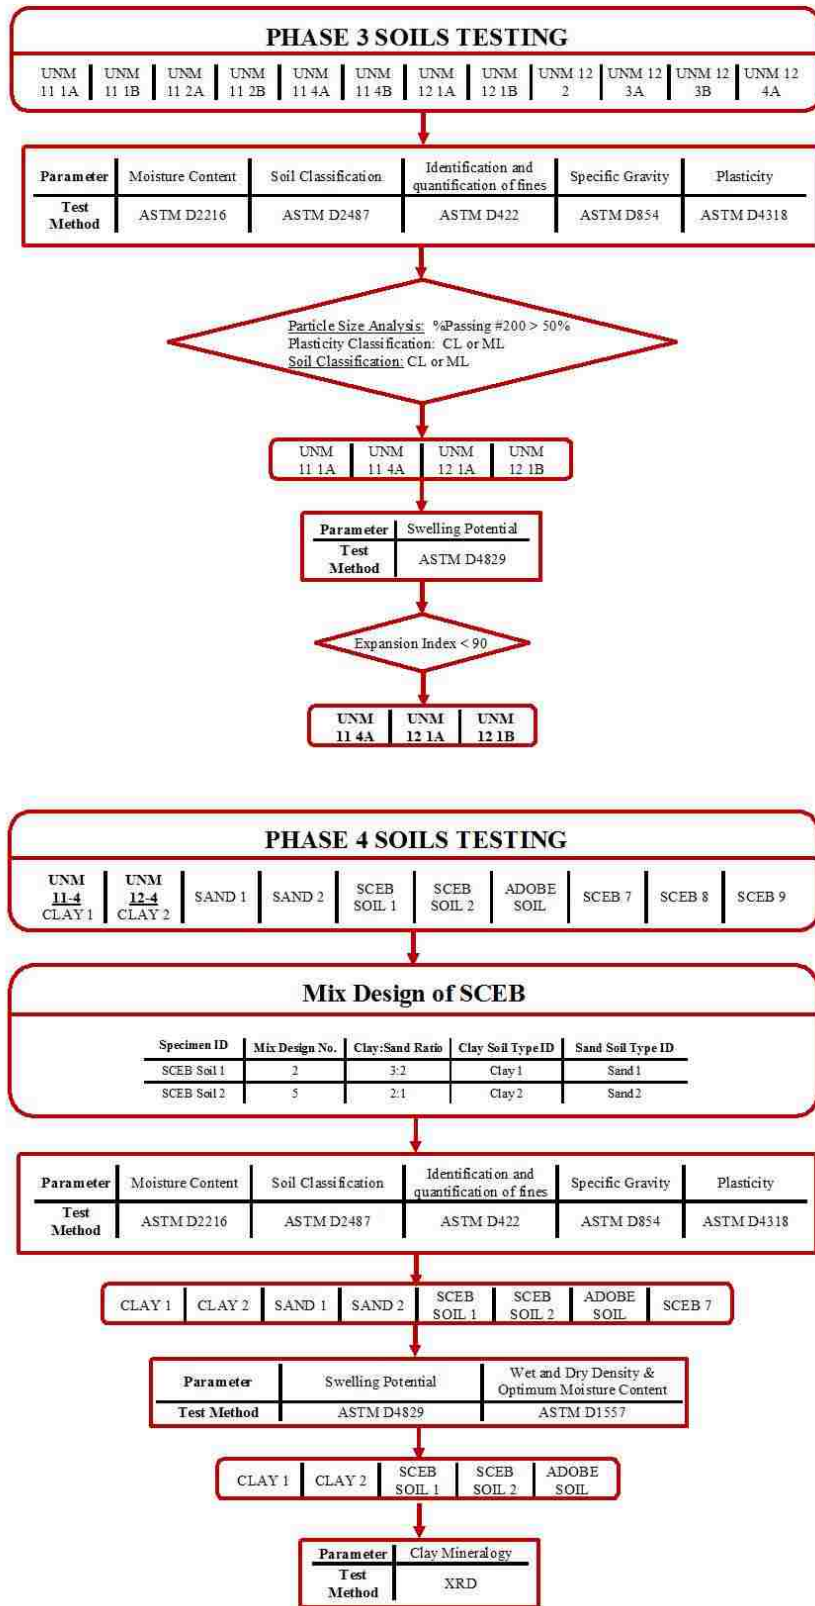 PHASE 3 SOILS TESTING
UNM 11 1A
UNM 11 1B
UNM 11 2A
UNM 11 2B
UNM 11 4A
UNM 11 4B
UNM 12 1A
UNM 12 1B
UNM 12 2
UNM 12 3A
UNM 12 3B
UNM 12 4A
Parameter Moisture Content Soil Classification Identification and quantification of fines Specific Gravity Plasticity
Test Method ASTM D2216 ASTM D2487 ASTM D422 ASTM D854 ASTM D4318
Particle Size Analysis: %Passing #200 > 50%
Plasticity Classification: CL or ML
Soil Classification: CL or ML
UNM 11 1A
UNM 11 4A
UNM 12 1A
UNM 12 1B
Parameter Swelling Potential
Test Method ASTM D4829
Expansion Index < 90
UNM 11 4A
UNM 12 1A
UNM 12 1B
PHASE 4 SOILS TESTING
UNM 11-4 CLAY 1
UNM 12-4 CLAY 2
SAND 1
SAND 2
SCEB SOIL 1
SCEB SOIL 2
ADOBE SOIL
SCEB 7
SCEB 8
SCEB 9
Mix Design of SCEB
Specimen ID Mix Design No. Clay:Sand Ratio Clay Soil Type ID Sand Soil Type ID
SCEB Soil 1 2 3:2 Clay 1 Sand 1
SCEB Soil 2 5 2:1 Clay 2 Sand 2
Parameter Moisture Content Soil Classification Identification and quantification of fines Specific Gravity Plasticity
Test Method ASTM D2216 ASTM D2487 ASTM D422 ASTM D854 ASTM D4318
CLAY 1
CLAY 2
SAND 1
SAND 2
SCEB SOIL 1
SCEB SOIL 2
ADOBE SOIL
SCEB 7
Parameter Swelling Potential Wet and Dry Density & Optimum Moisture Content
Test Method ASTM D4829 ASTM D1557
CLAY 1
CLAY 2
SCEB SOIL 1
SCEB SOIL 2
ADOBE SOIL
Parameter Clay Mineralogy
Test Method XRD